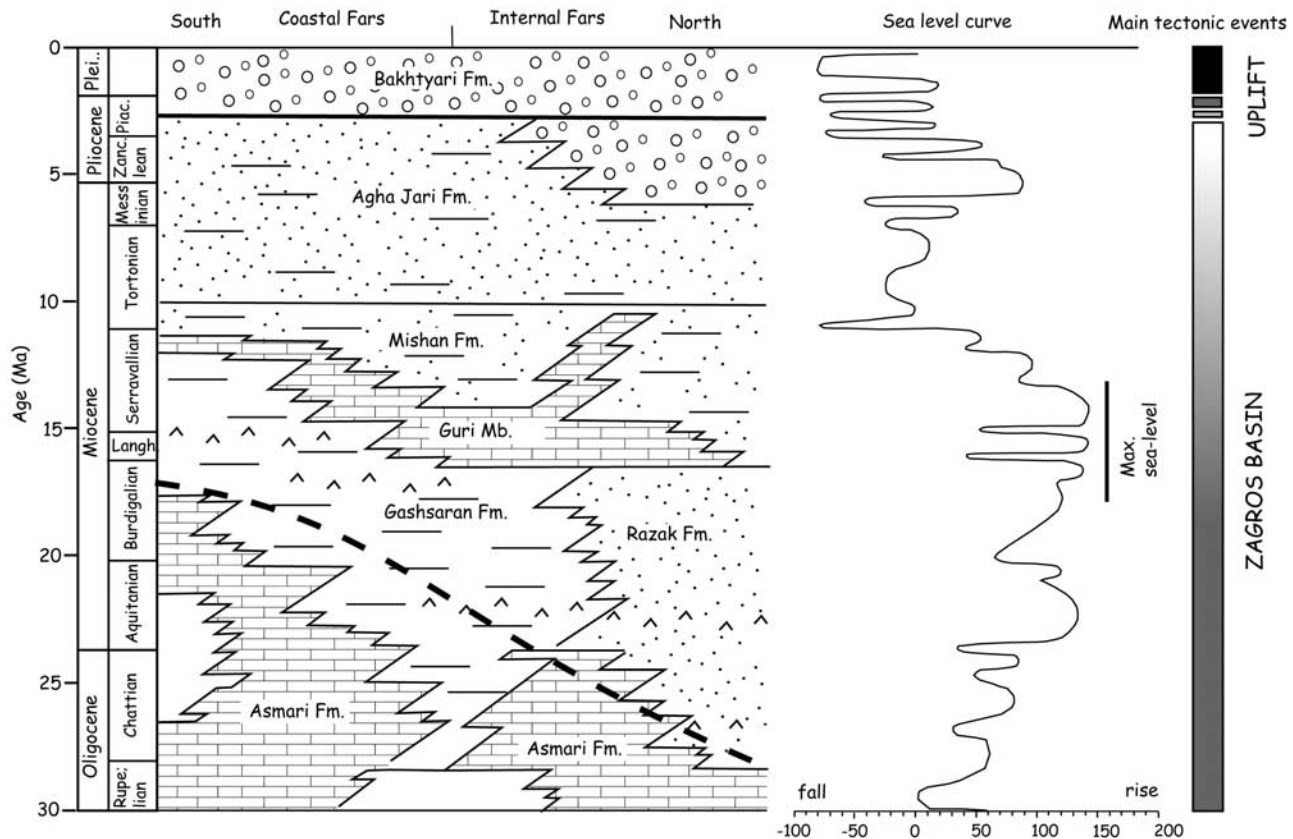 South Coastal Fars Internal Fars North Sea level curve Main tectonic events
0
5
10
15
20
25
30
Age (Ma)
Plei..
Pliocene
Miocene
Oligocene
Piac.
Zanc.
lean
Mess
inian
Tortonian
Serravallian
Langh.
Burdigalian
Aquitanian
Chattian
Rupe;
lian
Bakhtyari Fm.
Agha Jari Fm.
Mishan Fm.
Guri Mb.
Gashsaran Fm.
Razak Fm.
Asmari Fm.
Asmari Fm.
Max.
sea-level
fall rise
-100 -50 0 50 100 150 200
UPLIFT
ZAGROS BASIN